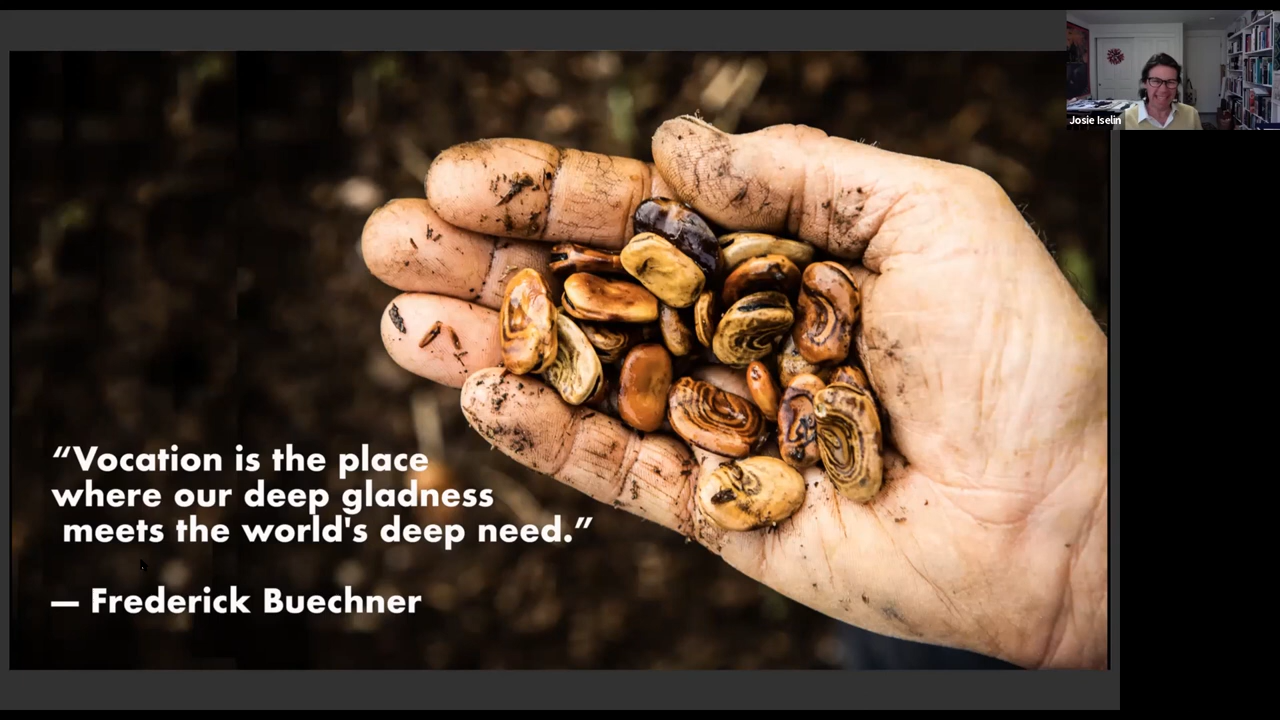 Josie Iselin
“Vocation is the place
where our deep gladness
meets the world's deep need.”
— Frederick Buechner